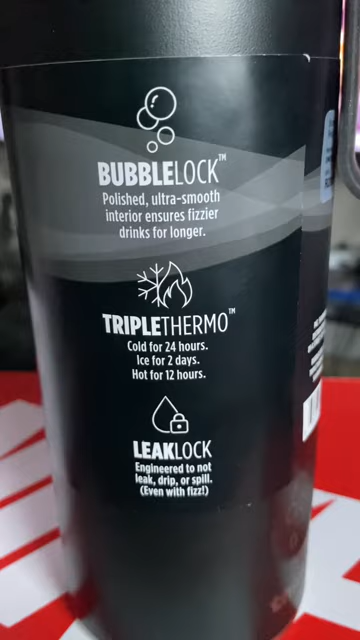 BUBBLELOCK™
Polished, ultra-smooth
interior ensures fizzier
drinks for longer.
TRIPLETHERMO™
Cold for 24 hours.
Ice for 2 days.
Hot for 12 hours.
LEAKLOCK
Engineered to not
leak, drip, or spill.
(Even with fizz!)